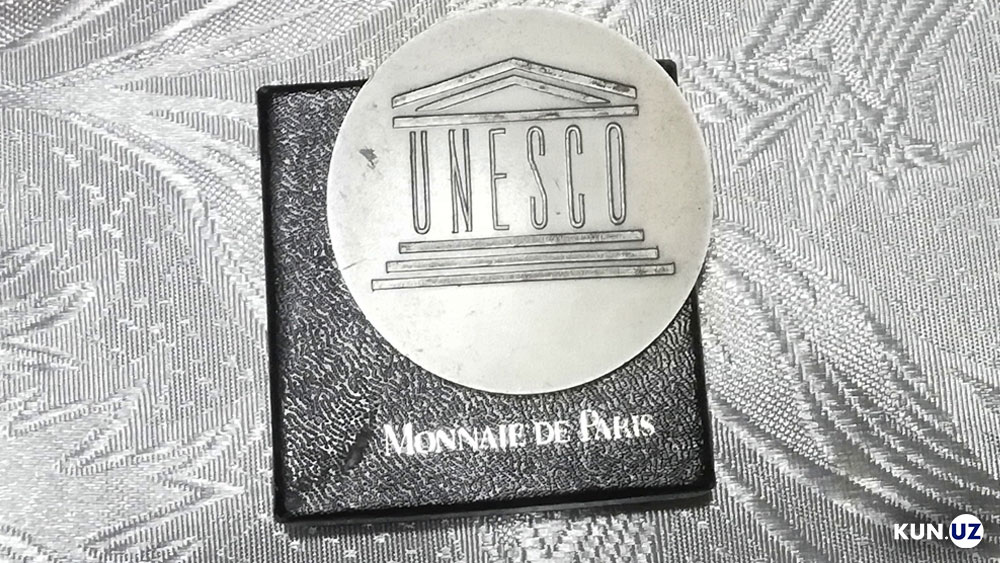 UNESCO
MONNAIE DE PARIS
KUN.UZ